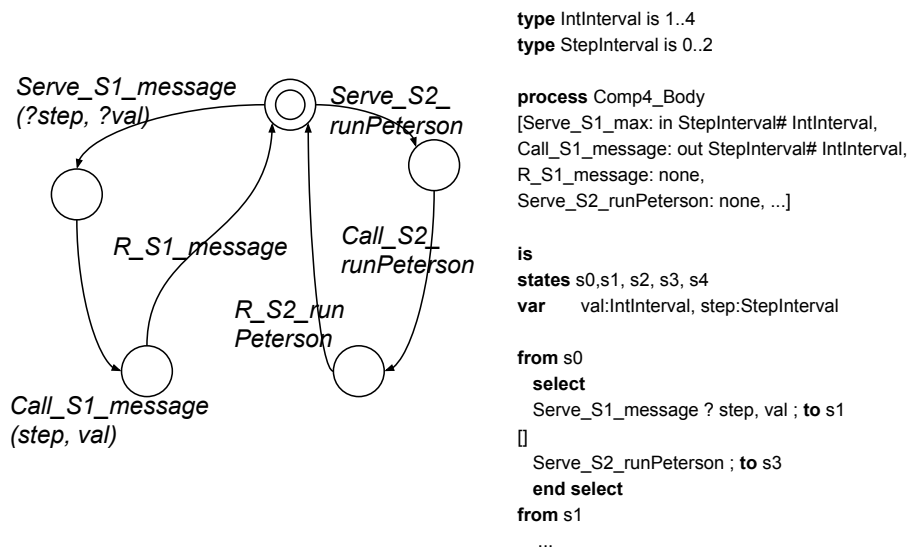 Serve_S1_message
(?step, ?val)
Serve_S2_
runPeterson
R_S1_message
Call_S2_
runPeterson
R_S2_run
Peterson
Call_S1_message
(step, val)
type IntInterval is 1..4
type StepInterval is 0..2
process Comp4_Body
[Serve_S1_max: in StepInterval# IntInterval,
Call_S1_message: out StepInterval# IntInterval,
R_S1_message: none,
Serve_S2_runPeterson: none, ...]
is
states s0,s1, s2, s3, s4
var val:IntInterval, step:StepInterval
from s0
select
Serve_S1_message ? step, val ; to s1
[]
Serve_S2_runPeterson ; to s3
end select
from s1
...